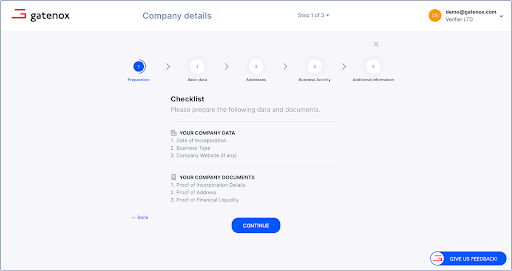 gatenox
Company details
Step 1 of 3
De
demo@gatenox.com
Verifier LTD
1
2
3
4
5
Preparation
Basic data
Addresses
Business Activity
Additional information
Checklist
Please prepare the following data and documents.
YOUR COMPANY DATA
1. Date of Incorporation
2. Business Type
3. Company Website (if any)
YOUR COMPANY DOCUMENTS
1. Proof of Incorporation Details
2. Proof of Address
3. Proof of Financial Liquidity
← Back
CONTINUE
GIVE US FEEDBACK!